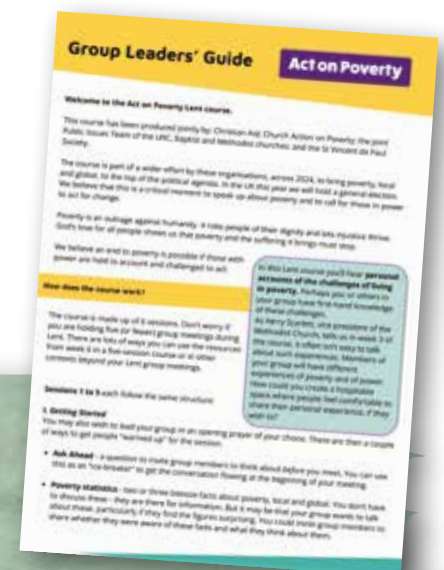 Group Leaders' Guide
Act on Poverty
Welcome to the Act on Poverty Lent course.
This course has been produced jointly by: Christian Aid, Church Action on Poverty, the Joint
Public Issues Team of the URC, Baptist and Methodist churches; and the St Vincent de Paul
Society.
The course is part of a wider effort by these organisations, across 2024, to bring poverty, local
and global, to the top of the political agenda. In the UK this year we will hold a general election.
We believe that this is a critical moment to speak up about poverty and to call for those in power
to act for change.
Poverty is an outrage against humanity. It robs people of their dignity and lets injustice thrive.
God's love for all people shows us that poverty and the suffering it brings must stop.
We believe an end to poverty is possible if those with
power are held to account and challenged to act.
How does the course work?
The course is made up of 6 sessions. Don't worry if
you are holding five (or fewer) group meetings during
Lent. There are lots of ways you can use the resources
from week 6 in a five-session course or in other
contexts beyond your Lent group meetings.
In this Lent course you'll hear personal
accounts of the challenges of living
in poverty. Perhaps you or others in
your group have first-hand knowledge
of these challenges.
As Kerry Scarlett, vice president of the
Methodist Church, tells us in week 3 of
the course, it often isn't easy to talk
about such experiences. Members of
your group will have different
experiences of poverty and of power.
How could you create a hospitable
space where people feel comfortable to
share their personal experience, if they
wish to?
Sessions 1 to 5 each follow the same structure:
1. Getting Started
You may also wish to lead your group in an opening prayer of your choice. There are then a couple
of ways to get people "warmed up" for the session.
• Ask Ahead - a question to invite group members to think about before you meet. You can use
this as an "ice-breaker" to get the conversation flowing at the beginning of your meeting.
• Poverty statistics - two or three bitesize facts about poverty, local and global. You don't have
to discuss these - they are there for information. But it may be that your group wants to talk
about these, particularly if they find the figures surprising. You could invite group members to
share whether they were aware of these facts and what they think about them.